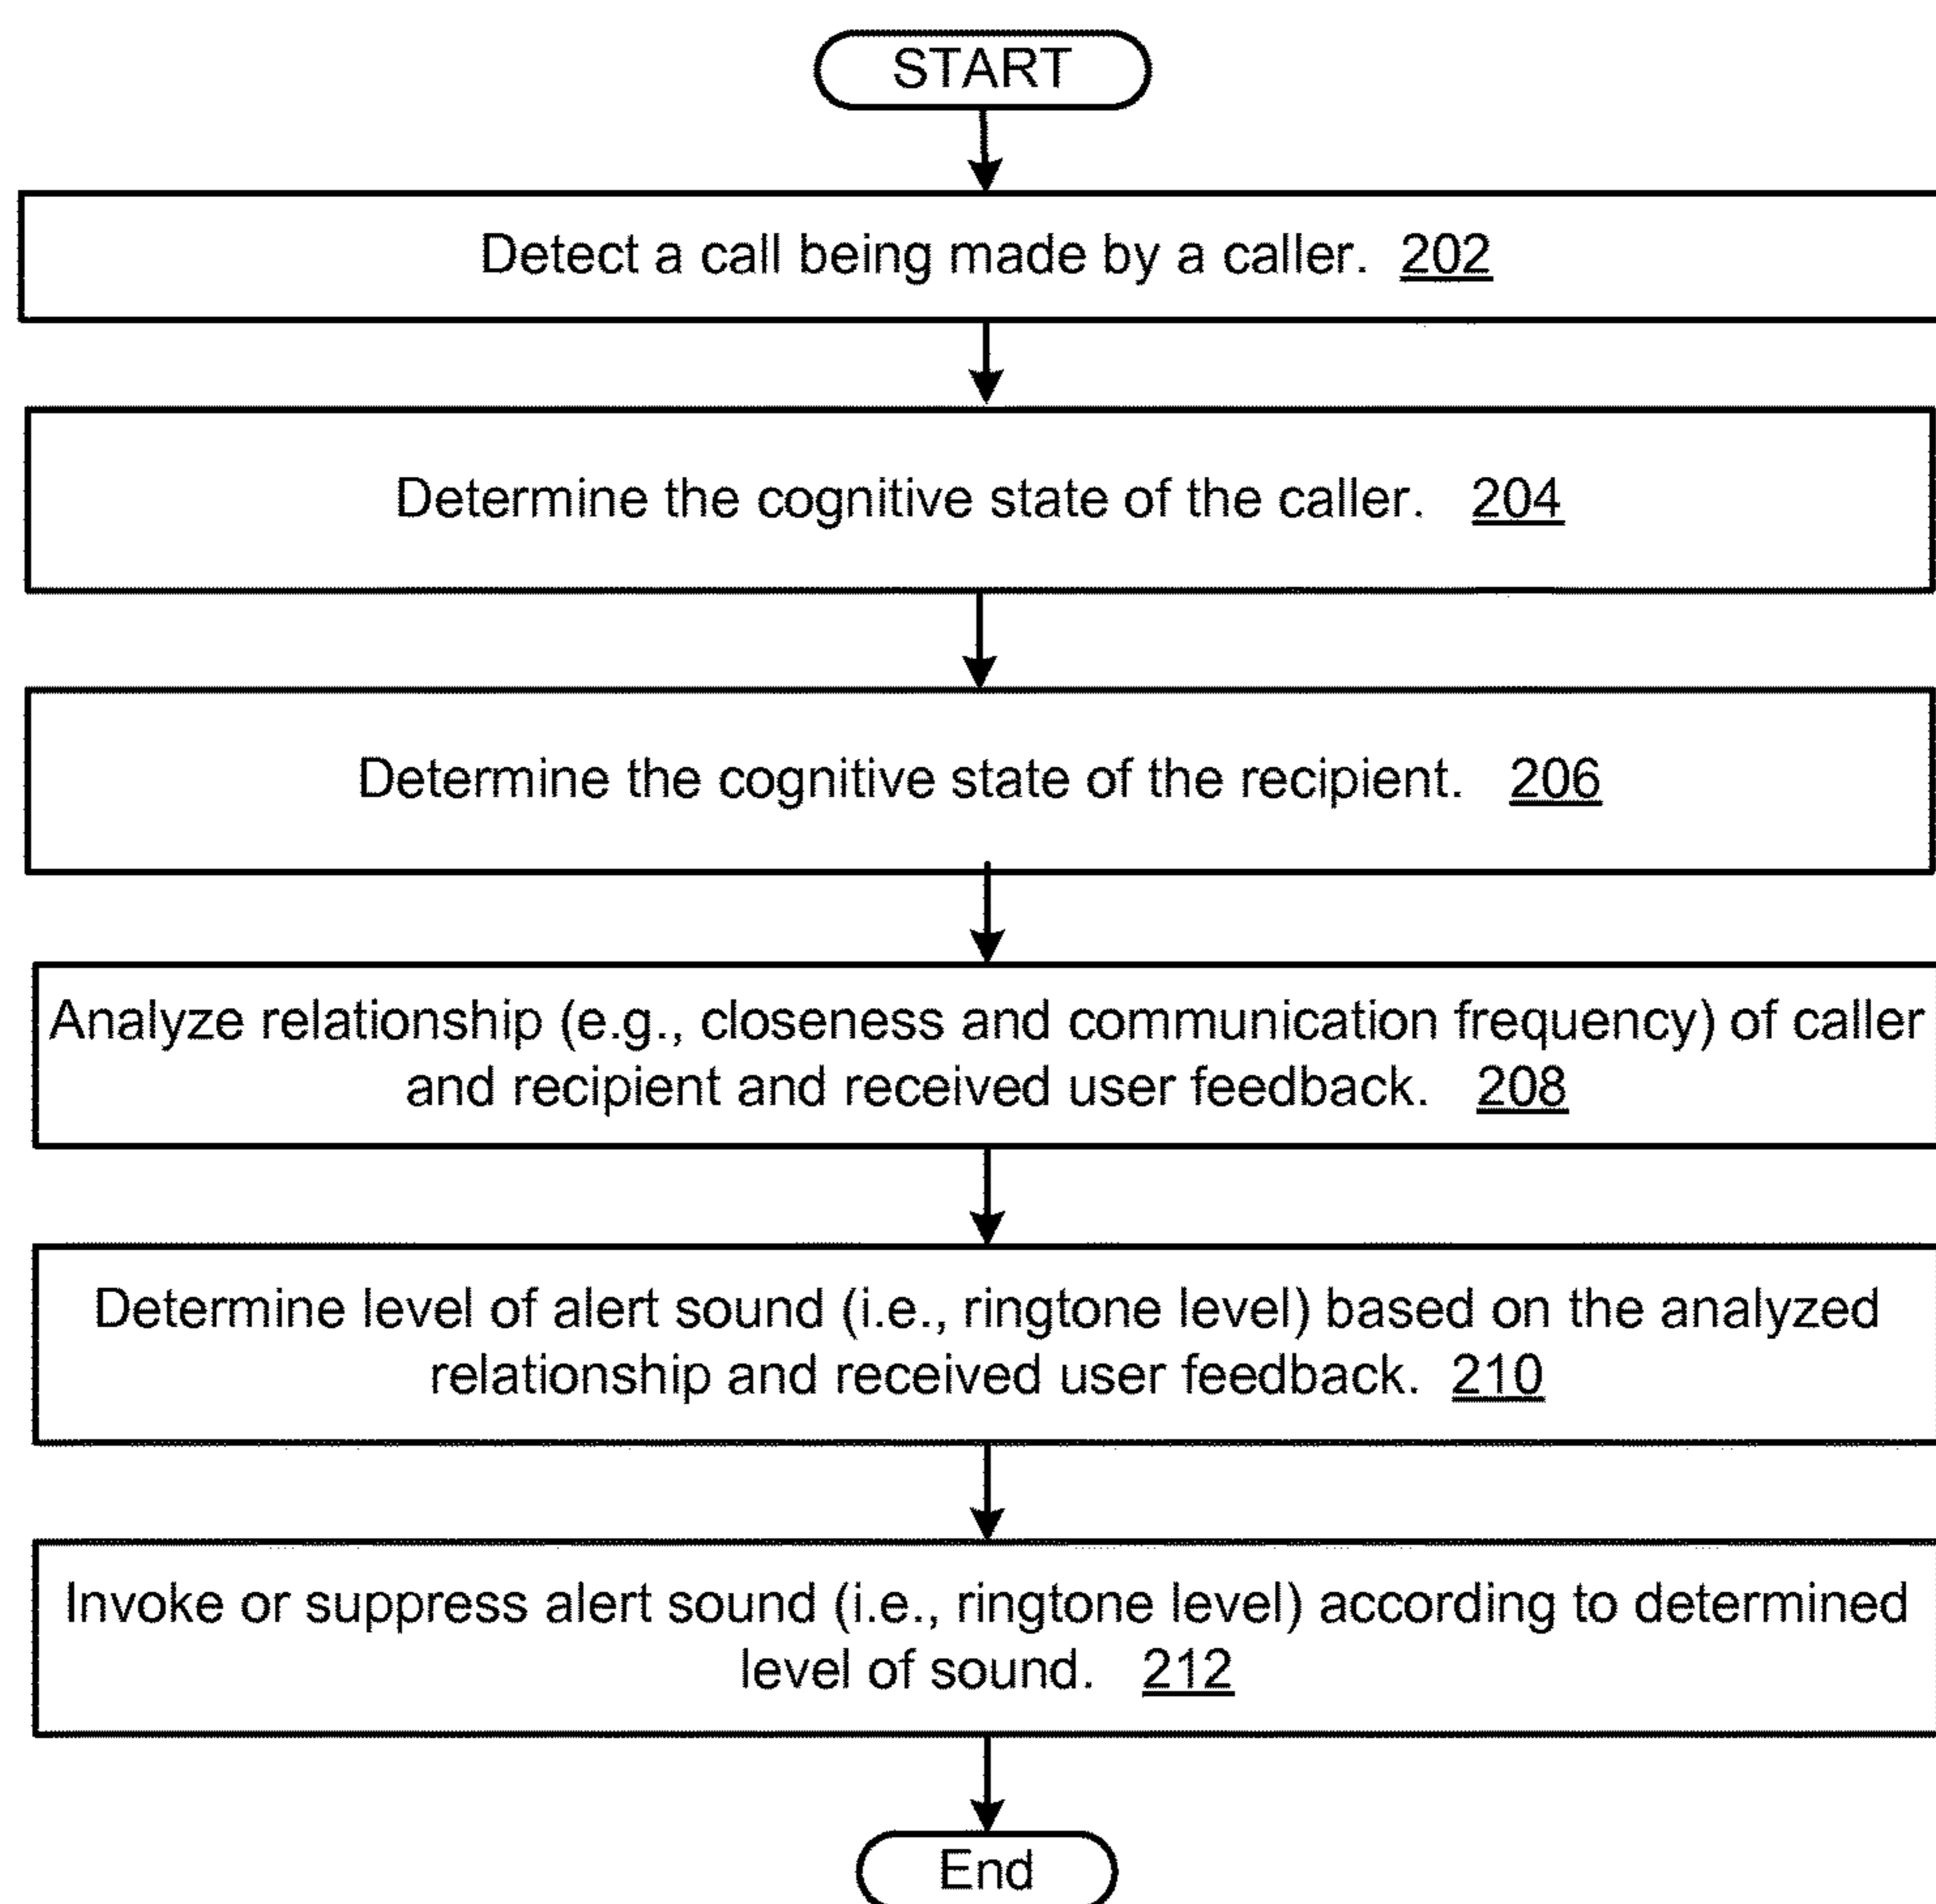 START
Detect a call being made by a caller. 202
Determine the cognitive state of the caller. 204
Determine the cognitive state of the recipient. 206
Analyze relationship (e.g., closeness and communication frequency) of caller
and recipient and received user feedback. 208
Determine level of alert sound (i.e., ringtone level) based on the analyzed
relationship and received user feedback. 210
Invoke or suppress alert sound (i.e., ringtone level) according to determined
level of sound. 212
End